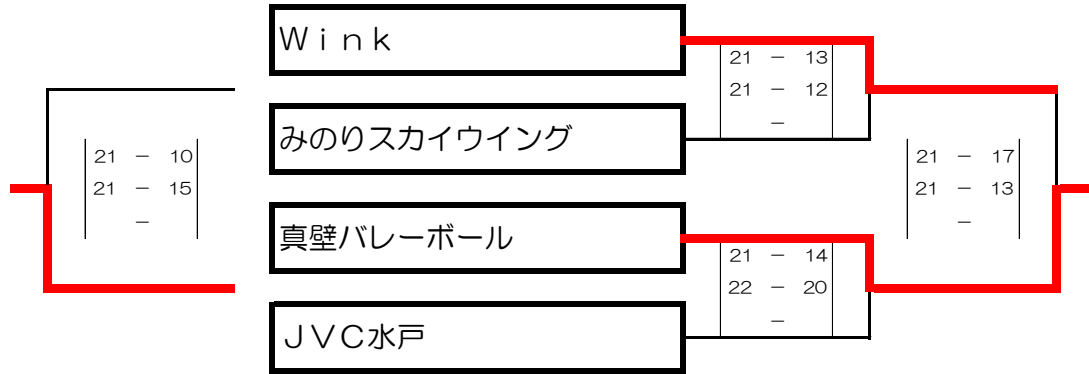 Ｗｉｎｋ
みのりスカイウイング
真壁バレーボール
ＪＶＣ水戸
21 － 10
21 － 15
－
21 － 13
21 － 12
－
21 － 14
22 － 20
－
21 － 17
21 － 13
－